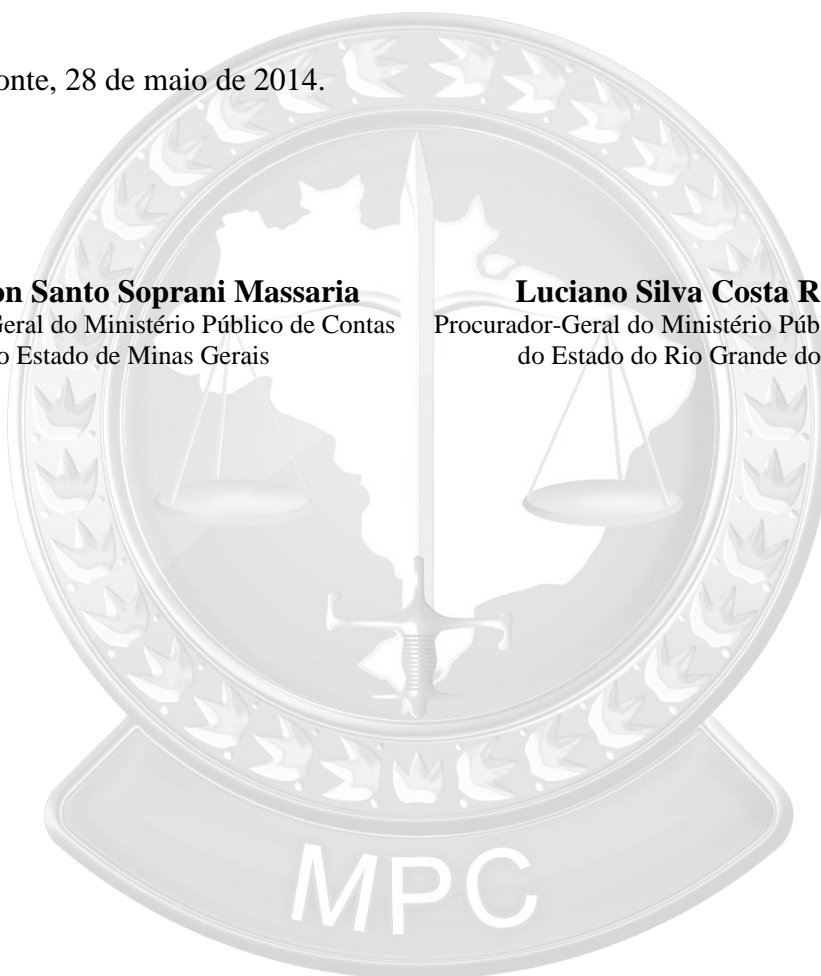 onte, 28 de maio de 2014.
on Santo Soprani Massaria
Geral do Ministério Público de Contas
o Estado de Minas Gerais
Luciano Silva Costa R
Procurador-Geral do Ministério Públ
do Estado do Rio Grande do
MPC